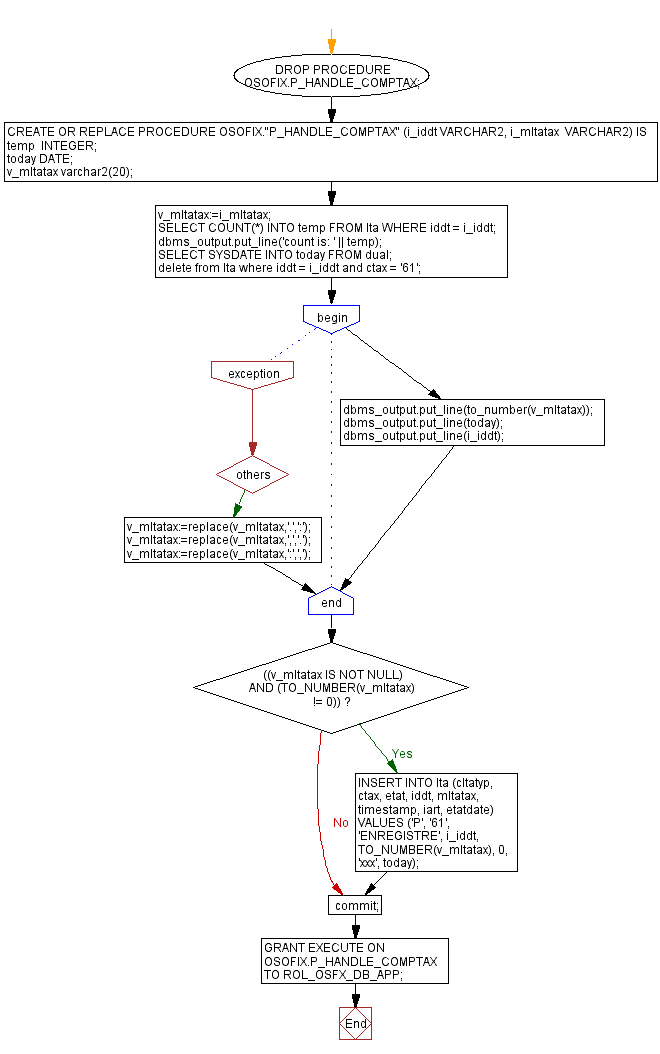 DROP PROCEDURE
OSOFIX.P_HANDLE_COMPTAX;
CREATE OR REPLACE PROCEDURE OSOFIX."P_HANDLE_COMPTAX" (i_iddt VARCHAR2, i_mltatax  VARCHAR2) IS
temp  INTEGER;
today DATE;
v_mltatax varchar2(20);
v_mltatax:=i_mltatax;
SELECT COUNT(*) INTO temp FROM lta WHERE iddt = i_iddt;
dbms_output.put_line('count is: ' || temp);
SELECT SYSDATE INTO today FROM dual;
delete from lta where iddt = i_iddt and ctax = '61';
begin
exception
dbms_output.put_line(to_number(v_mltatax));
dbms_output.put_line(today);
dbms_output.put_line(i_iddt);
others
v_mltatax:=replace(v_mltatax,'.',':');
v_mltatax:=replace(v_mltatax,',','.');
v_mltatax:=replace(v_mltatax,':',',');
end
((v_mltatax IS NOT NULL)
AND (TO_NUMBER(v_mltatax)
!= 0)) ?
Yes
INSERT INTO lta (cltatyp,
ctax, etat, iddt, mltatax,
timestamp, iart, etatdate)
VALUES ('P', '61',
'ENREGISTRE', i_iddt,
TO_NUMBER(v_mltatax), 0,
'xxx', today);
No
commit;
GRANT EXECUTE ON
OSOFIX.P_HANDLE_COMPTAX
TO ROL_OSFX_DB_APP;
End